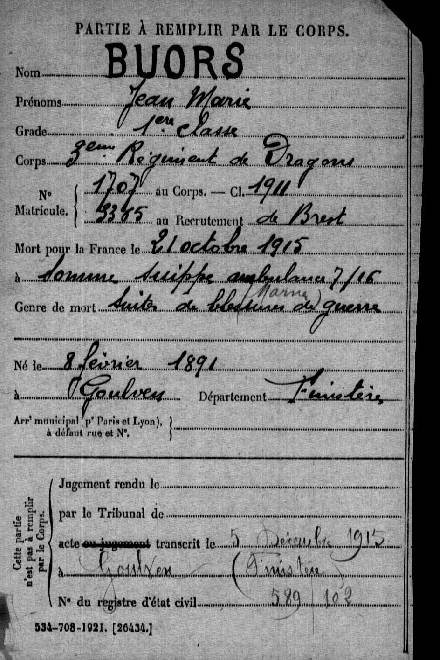 PARTIE À REMPLIR PAR LE CORPS.
Nom BUORS
Prénoms Jean Marie
Grade 1ère Classe
Corps 3eme Régiment de Dragons
N° Matricule. 1707 au Corps. — Cl. 1911
au Recrutement de Brest
Mort pour la France le 21 octobre 1915
à Somme Suippe ambulance 7/16
Marne
Genre de mort suites de blessures de guerre
Né le 8 février 1891
à Goulven Département Finistère
Arrt municipal (pr Paris et Lyon),
à défaut rue et N°.
Cette partie
n'est pas à remplir
par le Corps.
Jugement rendu le
par le Tribunal de
acte ou jugement transcrit le 5 Décembre 1915
à Goulven (Finistère
N° du registre d'état civil 589/102
534-708-1921. [26434.]